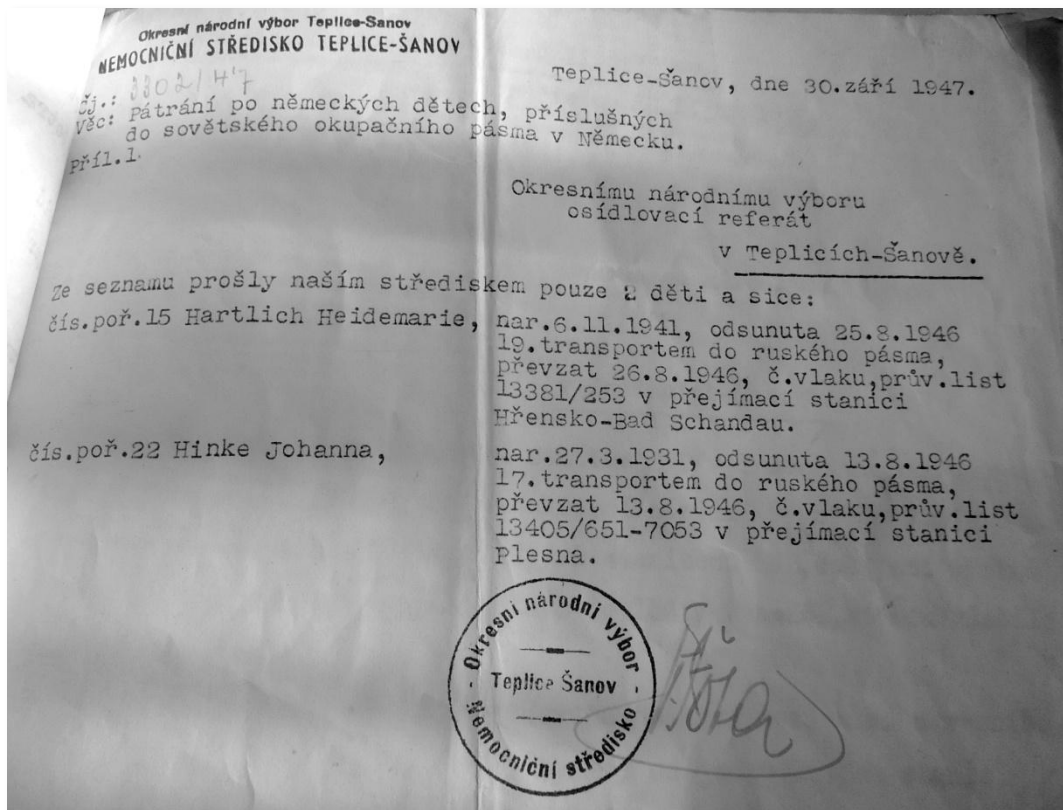 Okresní národní výbor Teplice-Sanov
NEMOCNIČNÍ STŘEDISKO TEPLICE-ŠANOV
Teplice-Šanov, dne 30.září 1947.
Čj.: 3302/47
Věc: Pátrání po německých dětech, příslušných
do sovětského okupačního pásma v Německu.
příl.1.
Okresnímu národnímu výboru
osídlovací referát
v Teplicích-Šanově.
Ze seznamu prošly naším střediskem pouze 2 děti a sice:
čís.poř.15 Hartlich Heidemarie, nar.6.11.1941, odsunuta 25.8.1946
19.transportem do ruského pásma,
převzat 26.8.1946, č.vlaku,prův.list
13381/253 v přejímací stanici
Hřensko-Bad Schandau.
čís.poř.22 Hinke Johanna, nar.27.3.1931, odsunuta 13.8.1946
17.transportem do ruského pásma,
převzat 13.8.1946, č.vlaku,prův.list
13405/651-7053 v přejímací stanici
Plesna.
Okresní národní výbor
Teplice Šanov
Nemocniční středisko